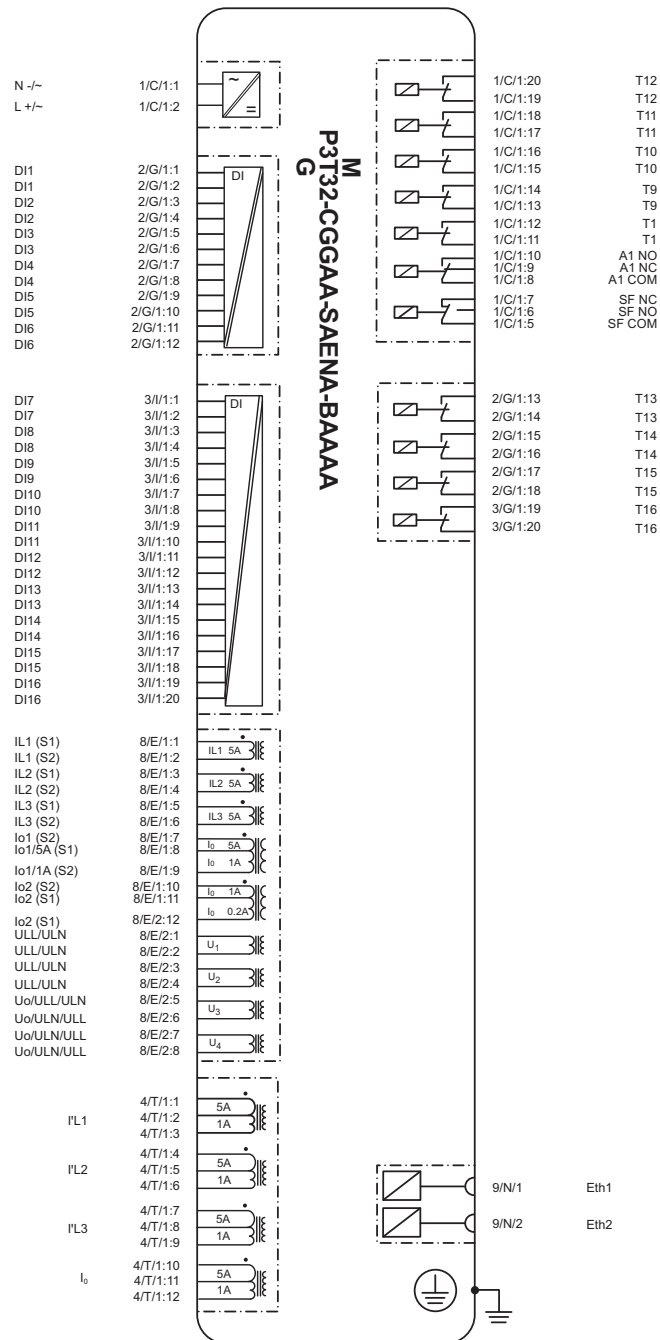 N -/~ 1/C/1:1
L +/~ 1/C/1:2
~
=
DI1 2/G/1:1
DI1 2/G/1:2
DI2 2/G/1:3
DI2 2/G/1:4
DI3 2/G/1:5
DI3 2/G/1:6
DI4 2/G/1:7
DI4 2/G/1:8
DI5 2/G/1:9
DI5 2/G/1:10
DI6 2/G/1:11
DI6 2/G/1:12
DI
DI7 3/I/1:1
DI7 3/I/1:2
DI8 3/I/1:3
DI8 3/I/1:4
DI9 3/I/1:5
DI9 3/I/1:6
DI10 3/I/1:7
DI10 3/I/1:8
DI11 3/I/1:9
DI11 3/I/1:10
DI12 3/I/1:11
DI12 3/I/1:12
DI13 3/I/1:13
DI13 3/I/1:14
DI14 3/I/1:15
DI14 3/I/1:16
DI15 3/I/1:17
DI15 3/I/1:18
DI16 3/I/1:19
DI16 3/I/1:20
DI
IL1 (S1) 8/E/1:1
IL1 (S2) 8/E/1:2
IL1 5A
IL2 (S1) 8/E/1:3
IL2 (S2) 8/E/1:4
IL2 5A
IL3 (S1) 8/E/1:5
IL3 (S2) 8/E/1:6
IL3 5A
Io1 (S2) 8/E/1:7
Io1/5A (S1) 8/E/1:8
Io1/1A (S2) 8/E/1:9
I0 5A
I0 1A
Io2 (S2) 8/E/1:10
Io2 (S1) 8/E/1:11
Io2 (S1) 8/E/2:12
I0 1A
I0 0.2A
ULL/ULN 8/E/2:1
ULL/ULN 8/E/2:2
U1
ULL/ULN 8/E/2:3
ULL/ULN 8/E/2:4
U2
Uo/ULL/ULN 8/E/2:5
Uo/ULN/ULL 8/E/2:6
U3
Uo/ULN/ULL 8/E/2:7
Uo/ULN/ULL 8/E/2:8
U4
I'L1
4/T/1:1
4/T/1:2
4/T/1:3
5A
1A
I'L2
4/T/1:4
4/T/1:5
4/T/1:6
5A
1A
I'L3
4/T/1:7
4/T/1:8
4/T/1:9
5A
1A
I0
4/T/1:10
4/T/1:11
4/T/1:12
5A
1A
M
P3T32-CGGAA-SAENA-BAAAA
G
1/C/1:20 T12
1/C/1:19 T12
1/C/1:18 T11
1/C/1:17 T11
1/C/1:16 T10
1/C/1:15 T10
1/C/1:14 T9
1/C/1:13 T9
1/C/1:12 T1
1/C/1:11 T1
1/C/1:10 A1 NO
1/C/1:9 A1 NC
1/C/1:8 A1 COM
1/C/1:7 SF NC
1/C/1:6 SF NO
1/C/1:5 SF COM
2/G/1:13 T13
2/G/1:14 T13
2/G/1:15 T14
2/G/1:16 T14
2/G/1:17 T15
2/G/1:18 T15
3/G/1:19 T16
3/G/1:20 T16
9/N/1 Eth1
9/N/2 Eth2